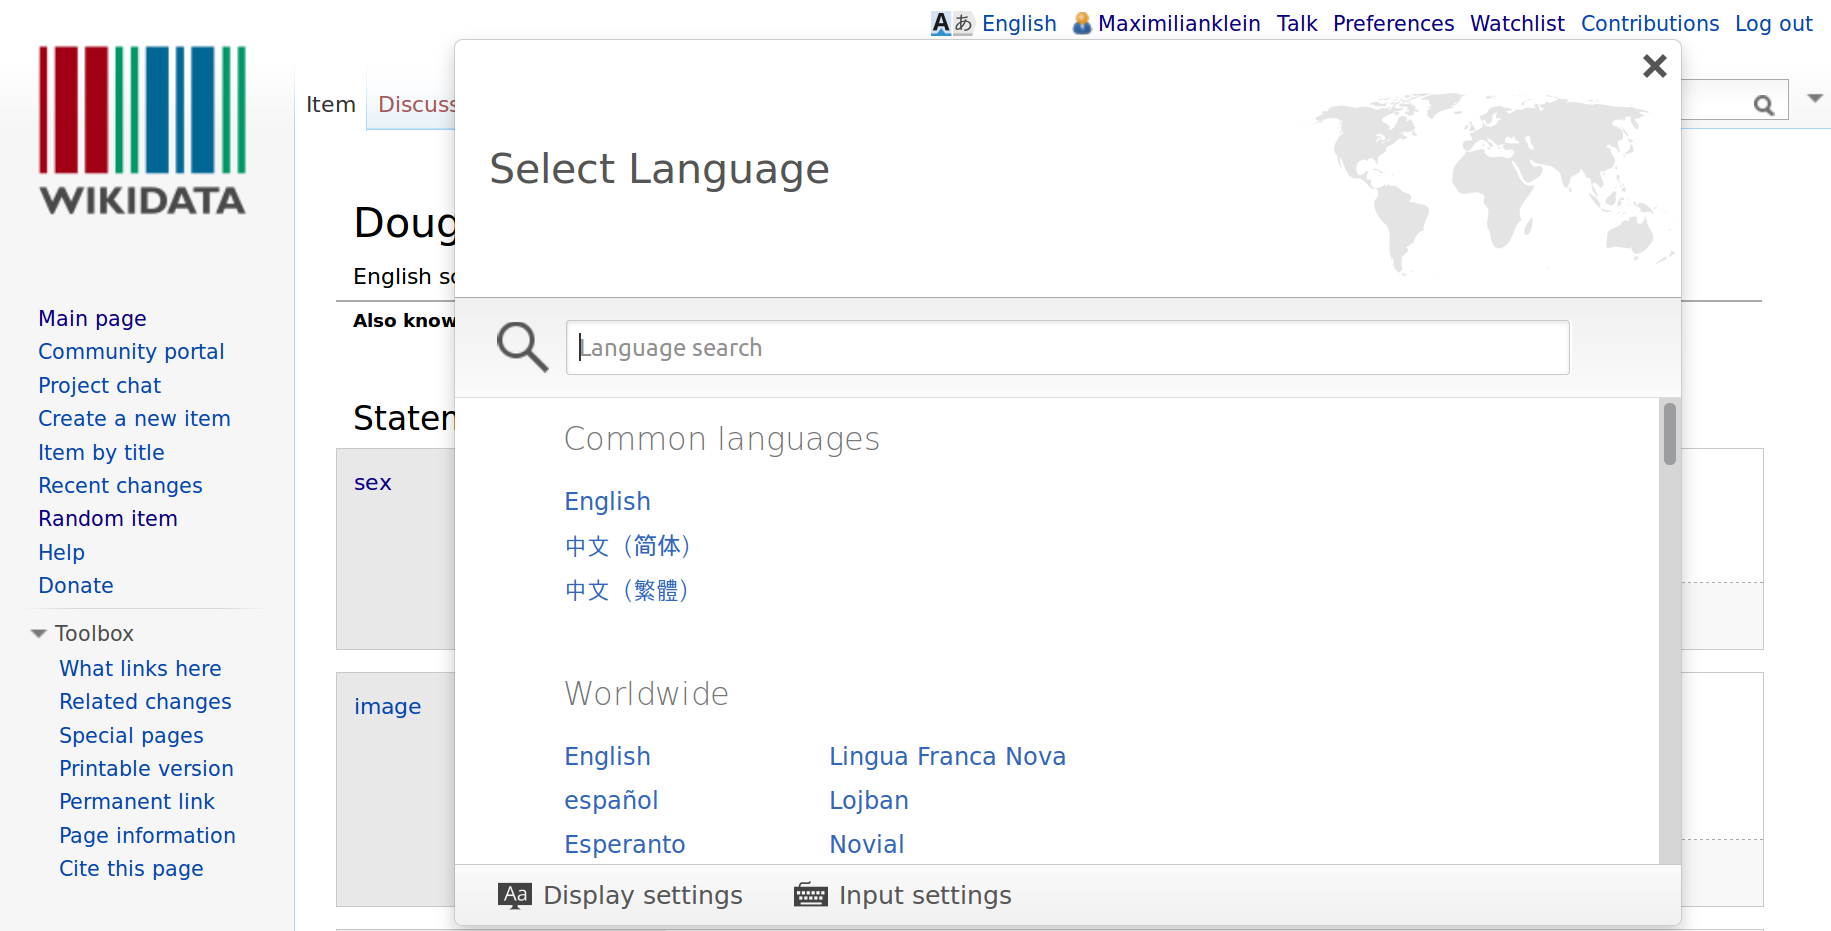 A あ English Maximilianklein Talk Preferences Watchlist Contributions Log out
WIKIDATA
Item Discuss
Main page
Community portal
Project chat
Create a new item
Item by title
Recent changes
Random item
Help
Donate
Toolbox
What links here
Related changes
Special pages
Printable version
Permanent link
Page information
Cite this page
Doug
English sc
Also know
Statem
sex
image
Select Language
Language search
Common languages
English
中文（简体）
中文（繁體）
Worldwide
English Lingua Franca Nova
español Lojban
Esperanto Novial
Aa Display settings Input settings